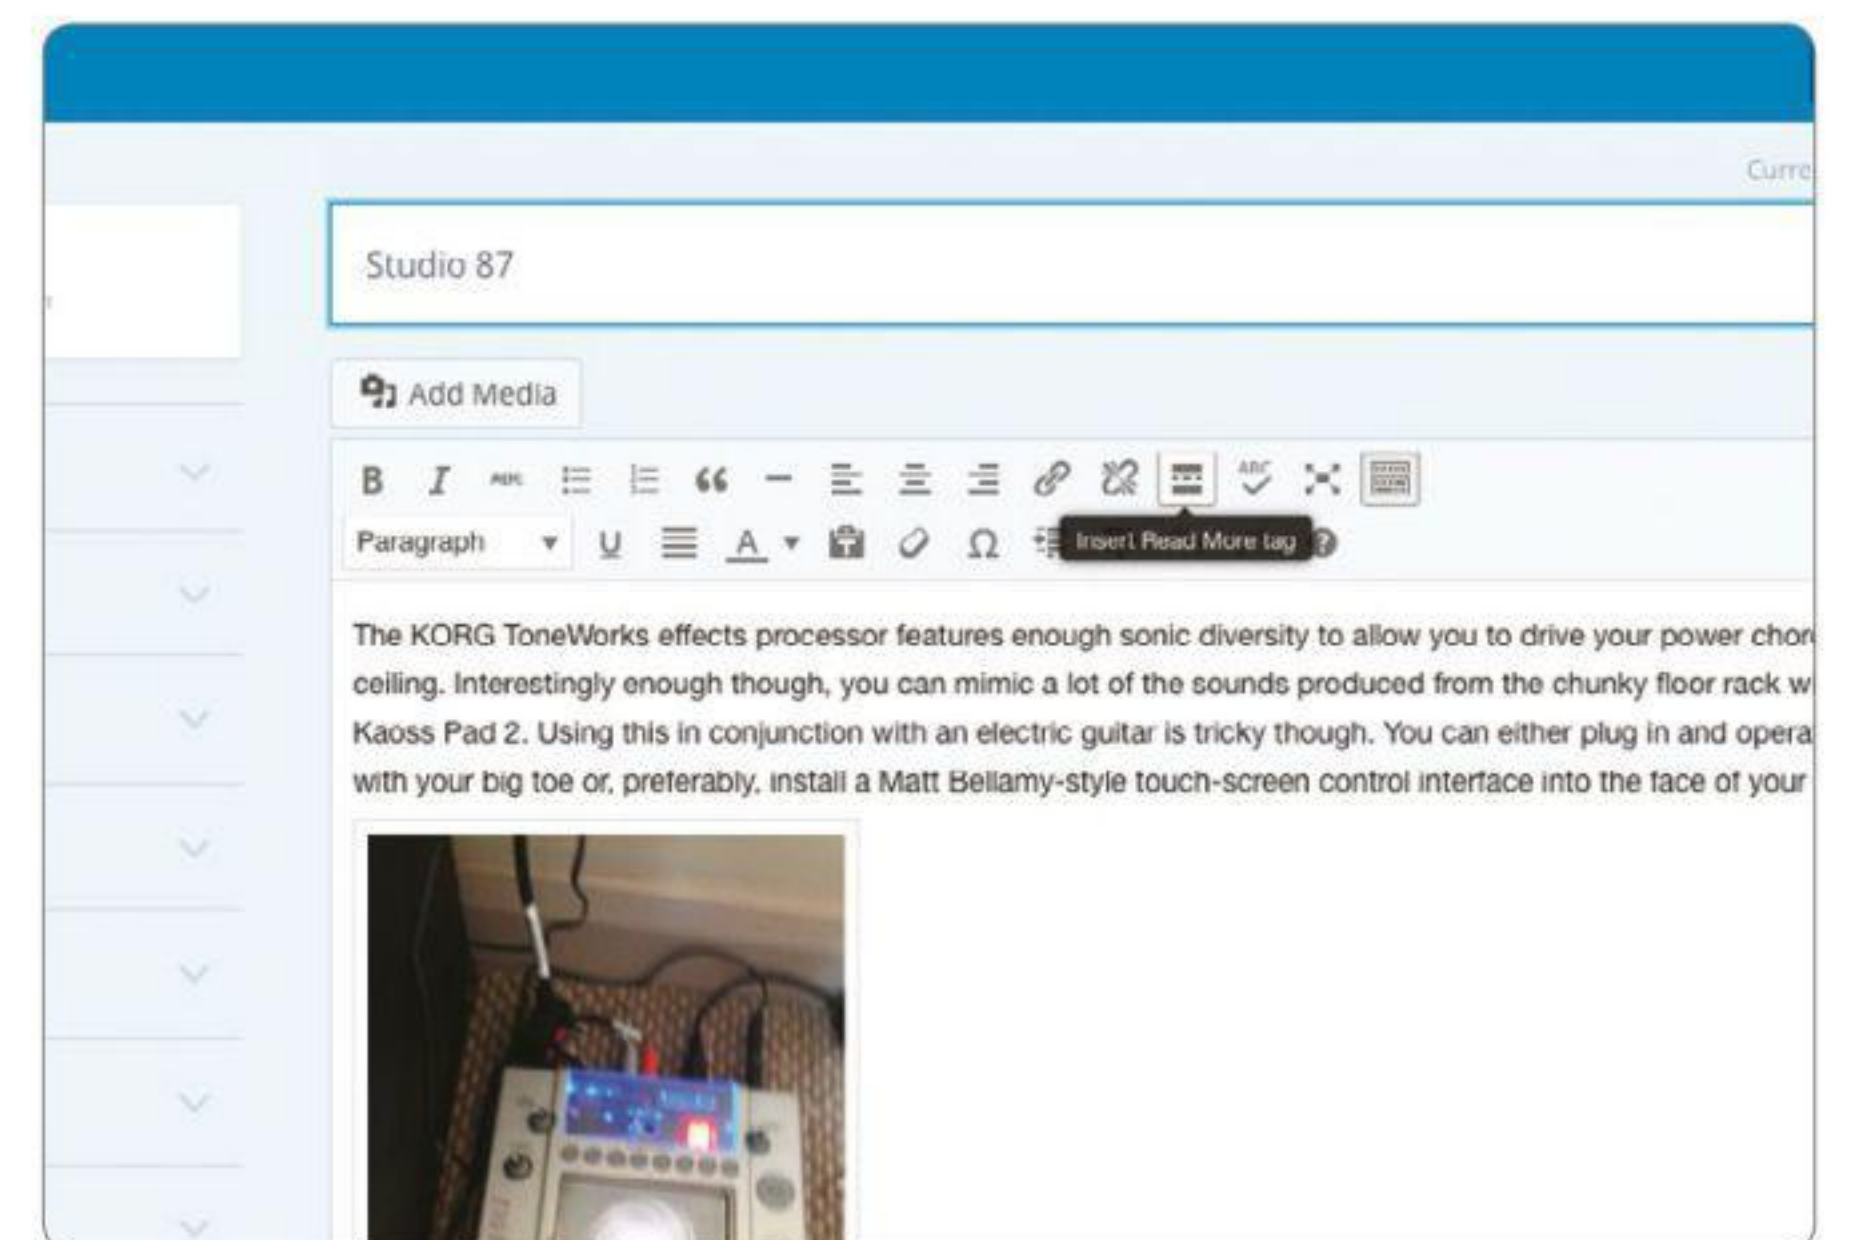 Curre
Studio 87
Add Media
B I ABC ABC
Paragraph U A Ω Insert Read More tag ?
The KORG ToneWorks effects processor features enough sonic diversity to allow you to drive your power chor
ceiling. Interestingly enough though, you can mimic a lot of the sounds produced from the chunky floor rack w
Kaoss Pad 2. Using this in conjunction with an electric guitar is tricky though. You can either plug in and opera
with your big toe or, preferably, install a Matt Bellamy-style touch-screen control interface into the face of your